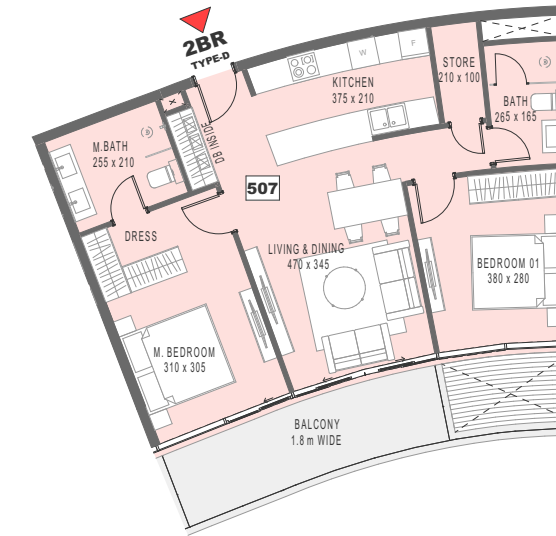 2BR
TYPE-D
W
F
KITCHEN
375 x 210
STORE
210 x 100
BATH
265 x 165
M.BATH
255 x 210
DB INSIDE
507
DRESS
LIVING & DINING
470 x 345
BEDROOM 01
380 x 280
M. BEDROOM
310 x 305
BALCONY
1.8 m WIDE